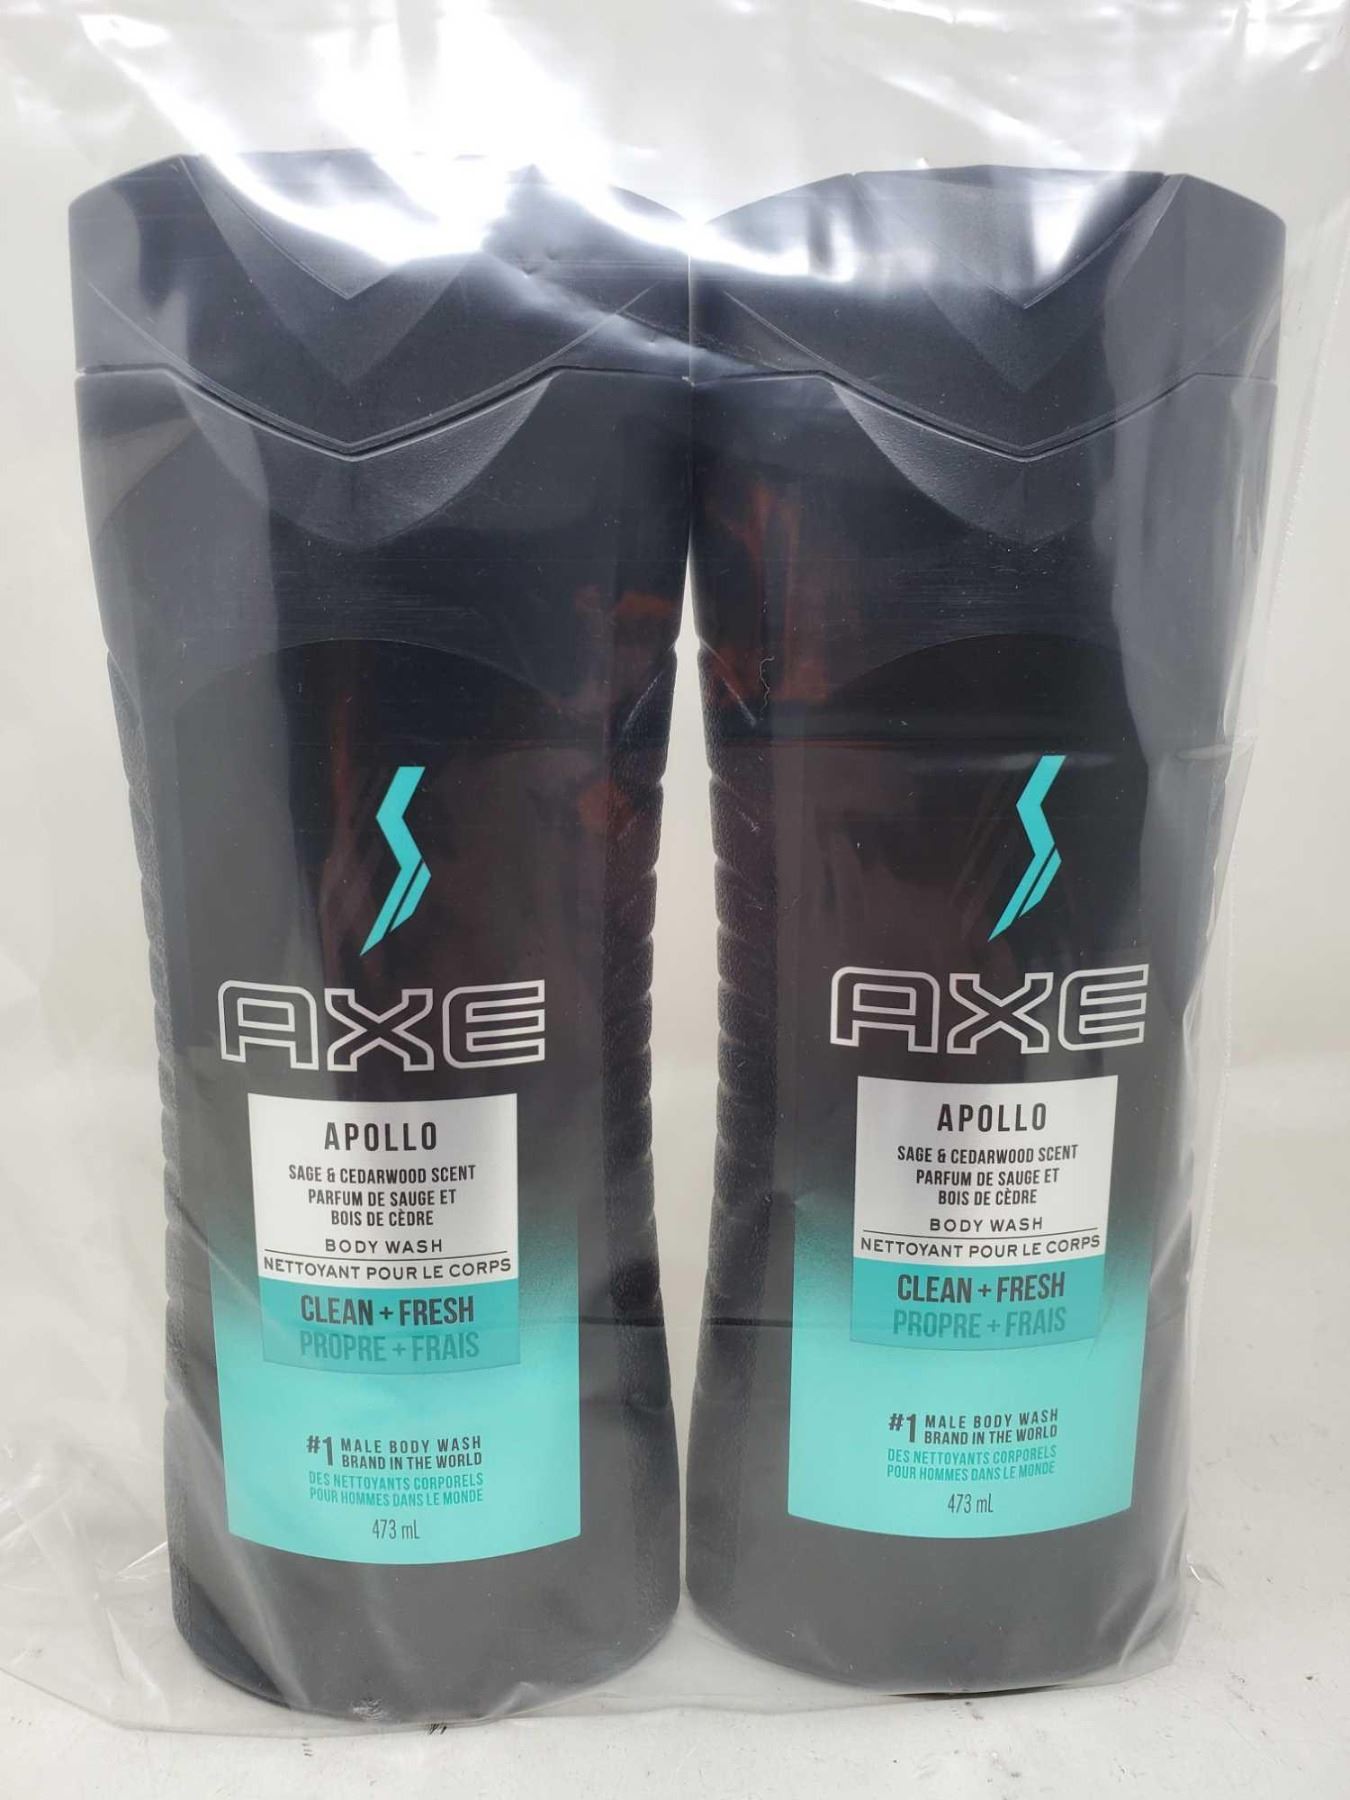 AXE
APOLLO
SAGE & CEDARWOOD SCENT
PARFUM DE SAUGE ET
BOIS DE CÈDRE
BODY WASH
NETTOYANT POUR LE CORPS
CLEAN + FRESH
PROPRE + FRAIS
#1 MALE BODY WASH
BRAND IN THE WORLD
DES NETTOYANTS CORPORELS
POUR HOMMES DANS LE MONDE
473 mL
AXE
APOLLO
SAGE & CEDARWOOD SCENT
PARFUM DE SAUGE ET
BOIS DE CÈDRE
BODY WASH
NETTOYANT POUR LE CORPS
CLEAN + FRESH
PROPRE + FRAIS
#1 MALE BODY WASH
BRAND IN THE WORLD
DES NETTOYANTS CORPORELS
POUR HOMMES DANS LE MONDE
473 mL